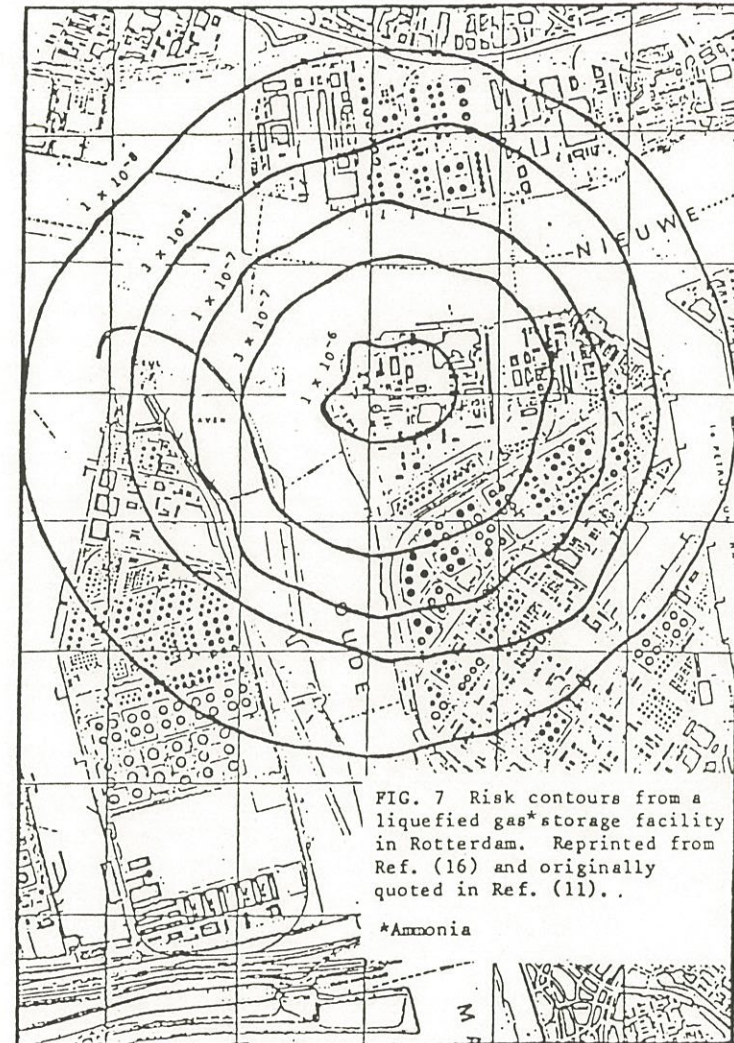 1 × 10⁻⁸
3 × 10⁻⁸
1 × 10⁻⁷
3 × 10⁻⁷
1 × 10⁻⁶
NIEUWE
AVEN
OUDE
FIG. 7 Risk contours from a
liquefied gas*storage facility
in Rotterdam. Reprinted from
Ref. (16) and originally
quoted in Ref. (11)..
*Ammonia
M